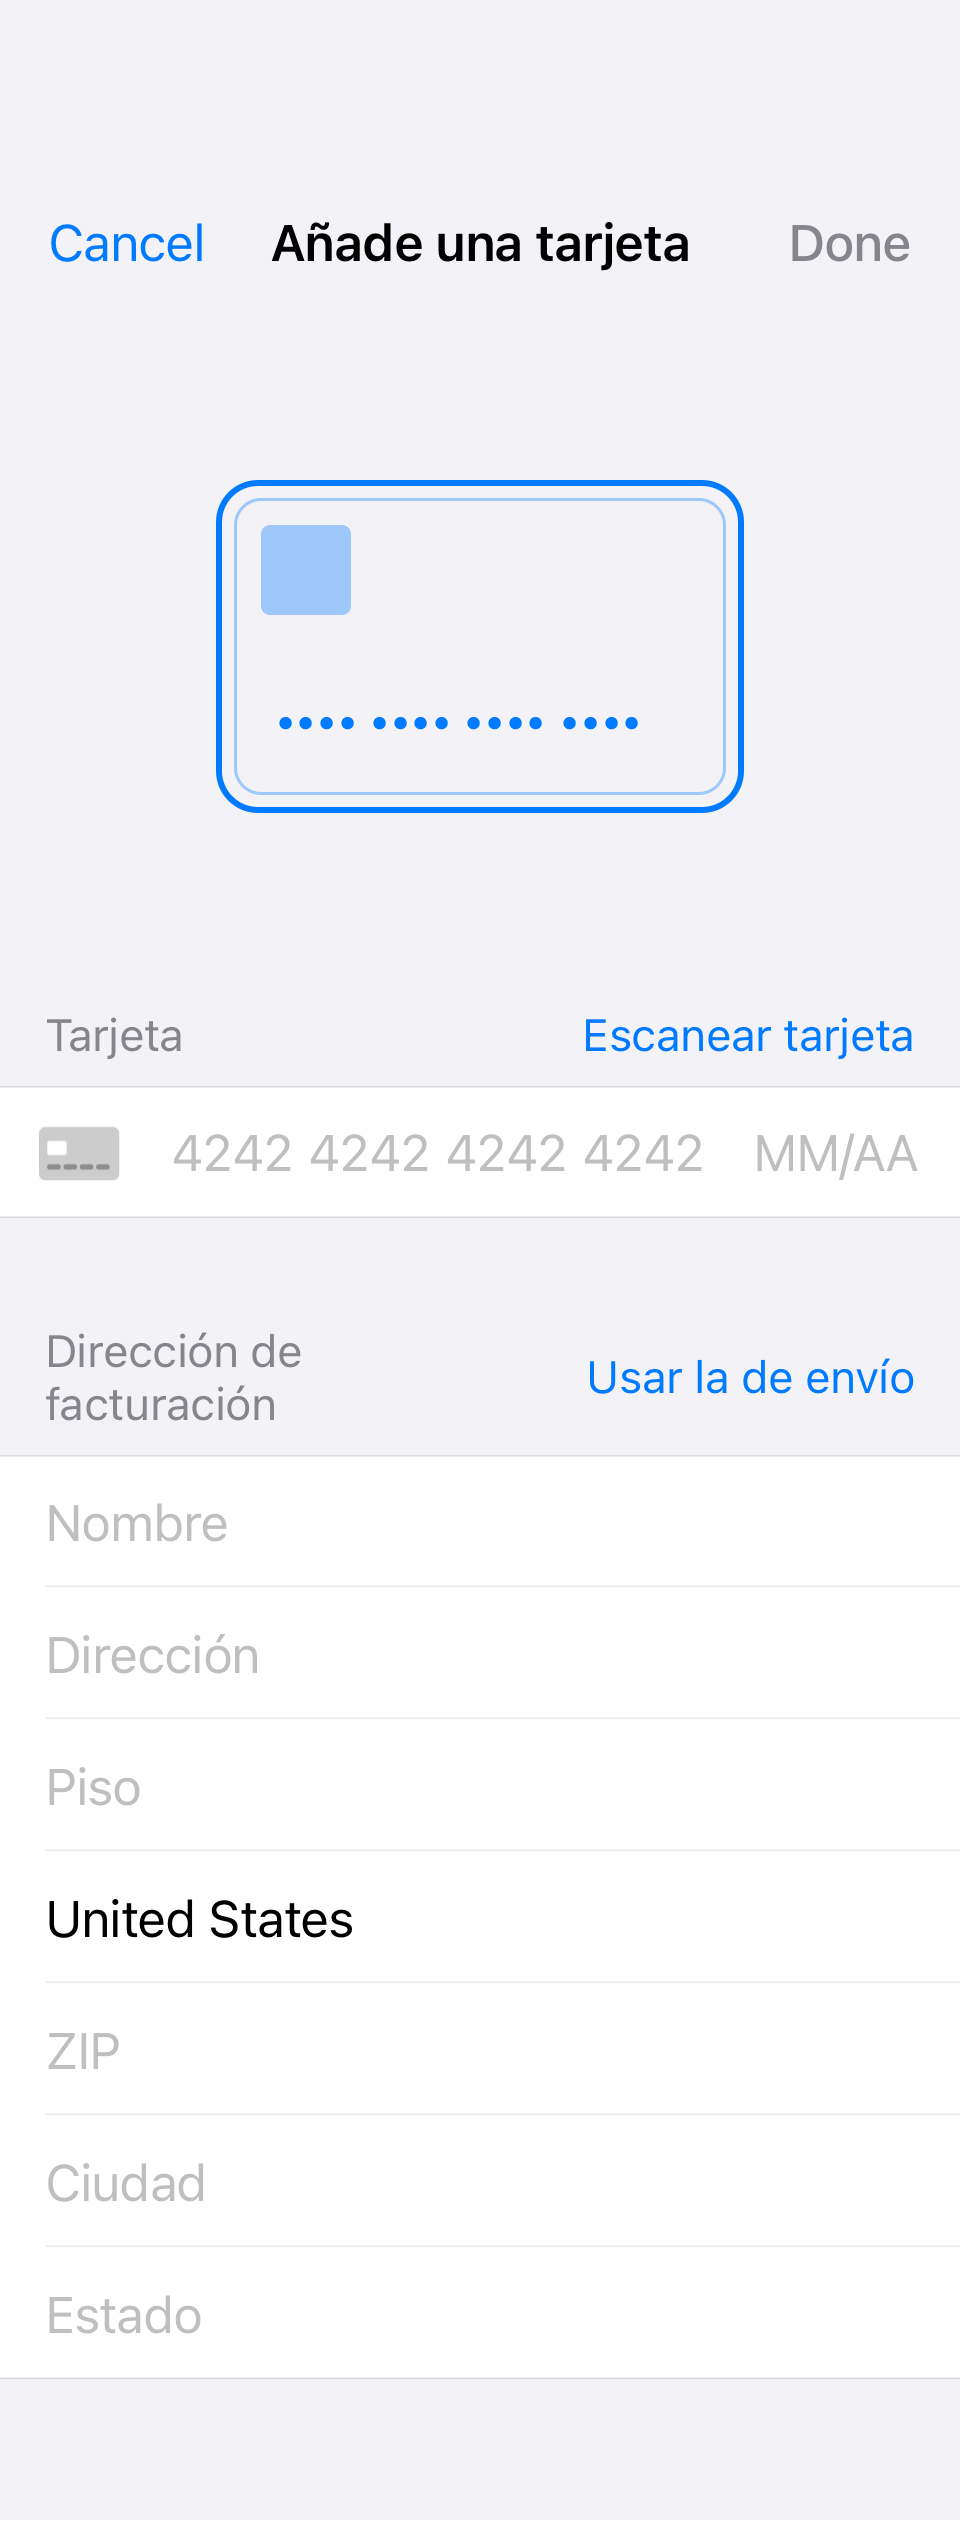 Cancel Añade una tarjeta Done
Tarjeta Escanear tarjeta
4242 4242 4242 4242 MM/AA
Dirección de
facturación
Usar la de envío
Nombre
Dirección
Piso
United States
ZIP
Ciudad
Estado